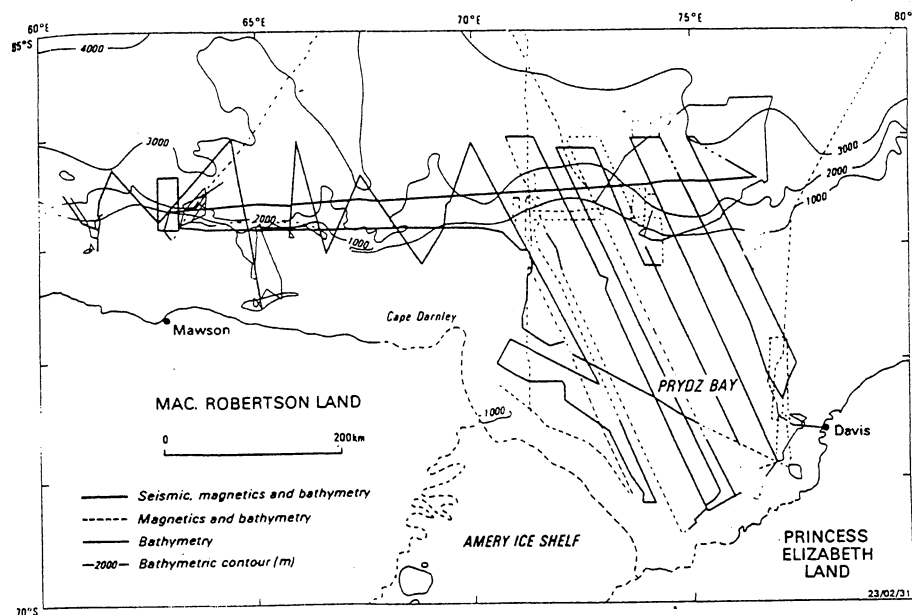 60°E 65°E 70°E 75°E 80°E
65°S
4000
3000
3000
2000
1000
2000
1000
Cape Darnley
Mawson
PRYDZ BAY
MAC. ROBERTSON LAND
1000
0 200km
Davis
Seismic, magnetics and bathymetry
Magnetics and bathymetry
Bathymetry
—2000— Bathymetric contour (m)
AMERY ICE SHELF
PRINCESS
ELIZABETH
LAND
70°S
23/02/31